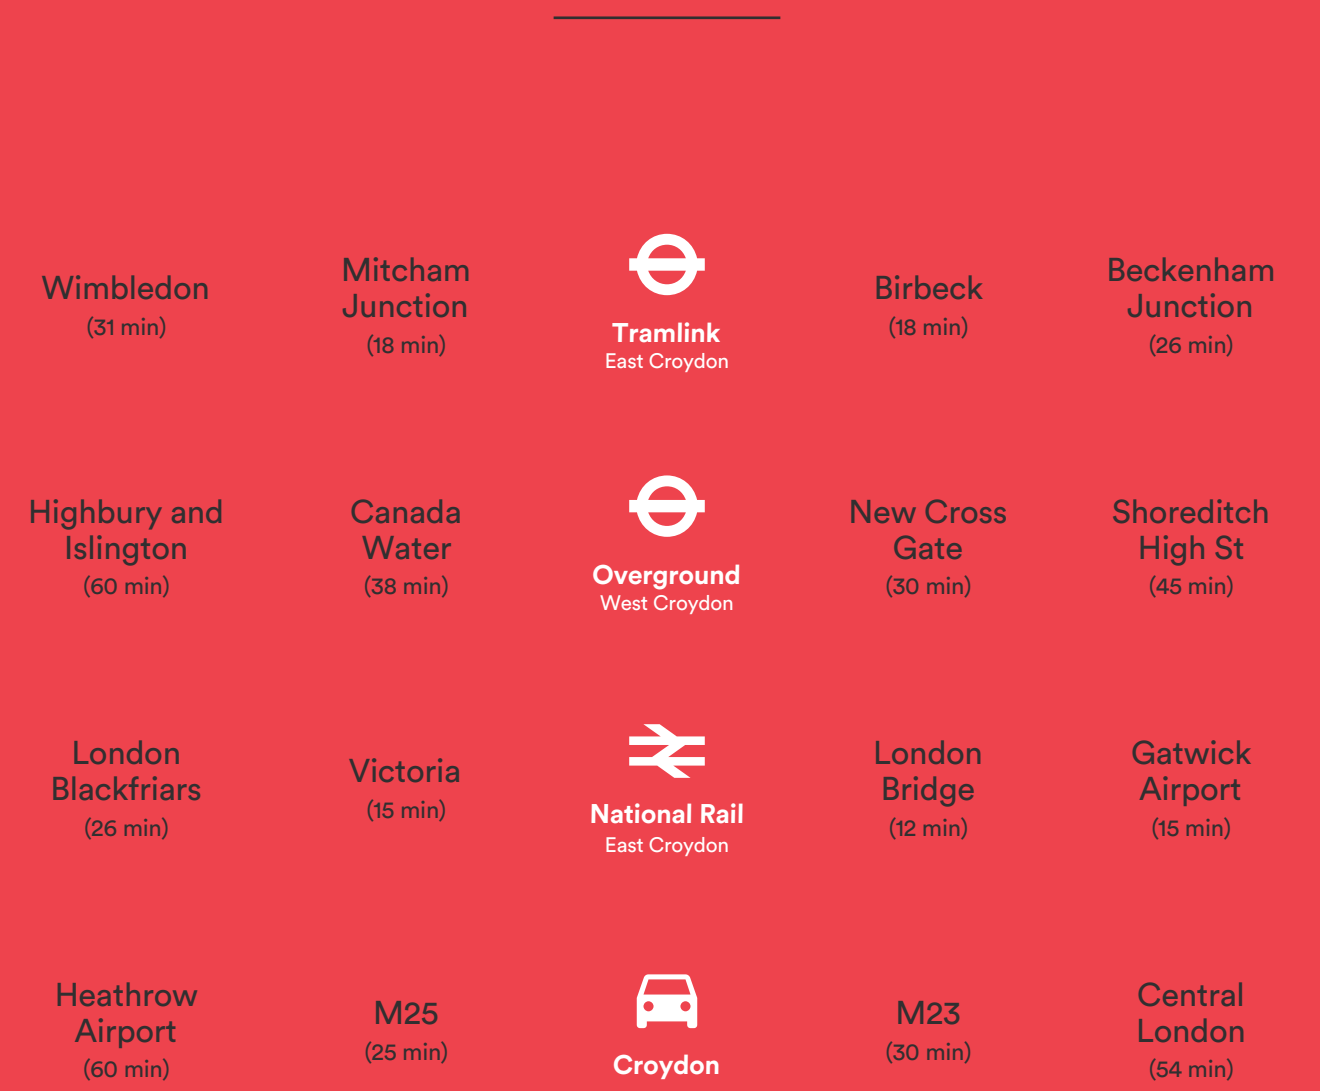 Wimbledon
(31 min)
Mitcham
Junction
(18 min)
Tramlink
East Croydon
Birbeck
(18 min)
Beckenham
Junction
(26 min)
Highbury and
Islington
(60 min)
Canada
Water
(38 min)
Overground
West Croydon
New Cross
Gate
(30 min)
Shoreditch
High St
(45 min)
London
Blackfriars
(26 min)
Victoria
(15 min)
National Rail
East Croydon
London
Bridge
(12 min)
Gatwick
Airport
(15 min)
Heathrow
Airport
(60 min)
M25
(25 min)
Croydon
M23
(30 min)
Central
London
(54 min)